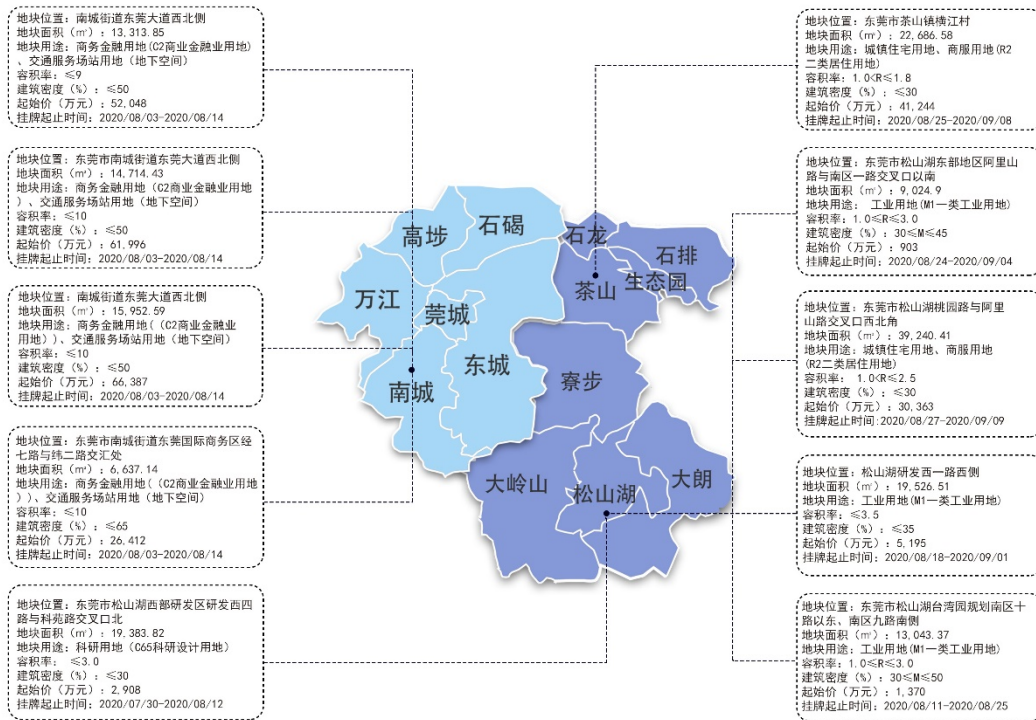 地块位置：南城街道东莞大道西北侧
地块面积（㎡）：13,313.85
地块用途：商务金融用地(C2商业金融业用地)
、交通服务场站用地（地下空间）
容积率：≤9
建筑密度（%）：≤50
起始价（万元）：52,048
挂牌起止时间：2020/08/03-2020/08/14
地块位置：东莞市南城街道东莞大道西北侧
地块面积（㎡）：14,714.43
地块用途：商务金融用地（C2商业金融业用地
）、交通服务场站用地（地下空间）
容积率：≤10
建筑密度（%）：≤50
起始价（万元）：61,996
挂牌起止时间：2020/08/03-2020/08/14
地块位置：南城街道东莞大道西北侧
地块面积（㎡）：15,952.59
地块用途：商务金融用地(（C2商业金融业
用地）)、交通服务场站用地（地下空间）
容积率：≤10
建筑密度（%）：≤50
起始价（万元）：66,387
挂牌起止时间：2020/08/03-2020/08/14
地块位置：东莞市南城街道东莞国际商务区经
七路与纬二路交汇处
地块面积（㎡）：6,637.14
地块用途：商务金融用地(（C2商业金融业用地
）)、交通服务场站用地（地下空间）
容积率：≤10
建筑密度（%）：≤65
起始价（万元）：26,412
挂牌起止时间：2020/08/03-2020/08/14
地块位置：东莞市松山湖西部研发区研发西四
路与科苑路交叉口北
地块面积（㎡）：19,383.82
地块用途：科研用地（C65科研设计用地）
容积率： ≤3.0
建筑密度（%）：≤30
起始价（万元）：2,908
挂牌起止时间：2020/07/30-2020/08/12
高埗
石碣
万江
莞城
东城
南城
石龙
石排
生态园
茶山
寮步
大岭山
松山湖
大朗
地块位置：东莞市茶山镇横江村
地块面积（㎡）：22,686.58
地块用途：城镇住宅用地、商服用地(R2
二类居住用地)
容积率：1.0<R≤1.8
建筑密度（%）：≤30
起始价（万元）：41,244
挂牌起止时间：2020/08/25-2020/09/08
地块位置：东莞市松山湖东部地区阿里山
路与南区一路交叉口以南
地块面积（㎡）：9,024.9
地块用途： 工业用地(M1一类工业用地)
容积率：1.0≤R≤3.0
建筑密度（%）：30≤M≤45
起始价（万元）：903
挂牌起止时间：2020/08/24-2020/09/04
地块位置：东莞市松山湖桃园路与阿里
山路交叉口西北角
地块面积（㎡）：39,240.41
地块用途：城镇住宅用地、商服用地
(R2二类居住用地)
容积率： 1.0<R≤2.5
建筑密度（%）：≤30
起始价（万元）：30,363
挂牌起止时间:2020/08/27-2020/09/09
地块位置：松山湖研发西一路西侧
地块面积（㎡）：19,526.51
地块用途：工业用地(M1一类工业用地)
容积率：≤3.5
建筑密度（%）：≤35
起始价（万元）：5,195
挂牌起止时间：2020/08/18-2020/09/01
地块位置：东莞市松山湖台湾园规划南区十
路以东、南区九路南侧
地块面积（㎡）：13,043.37
地块用途：工业用地(M1一类工业用地)
容积率：1.0≤R≤3.0
建筑密度（%）：30≤M≤50
起始价（万元）：1,370
挂牌起止时间：2020/08/11-2020/08/25